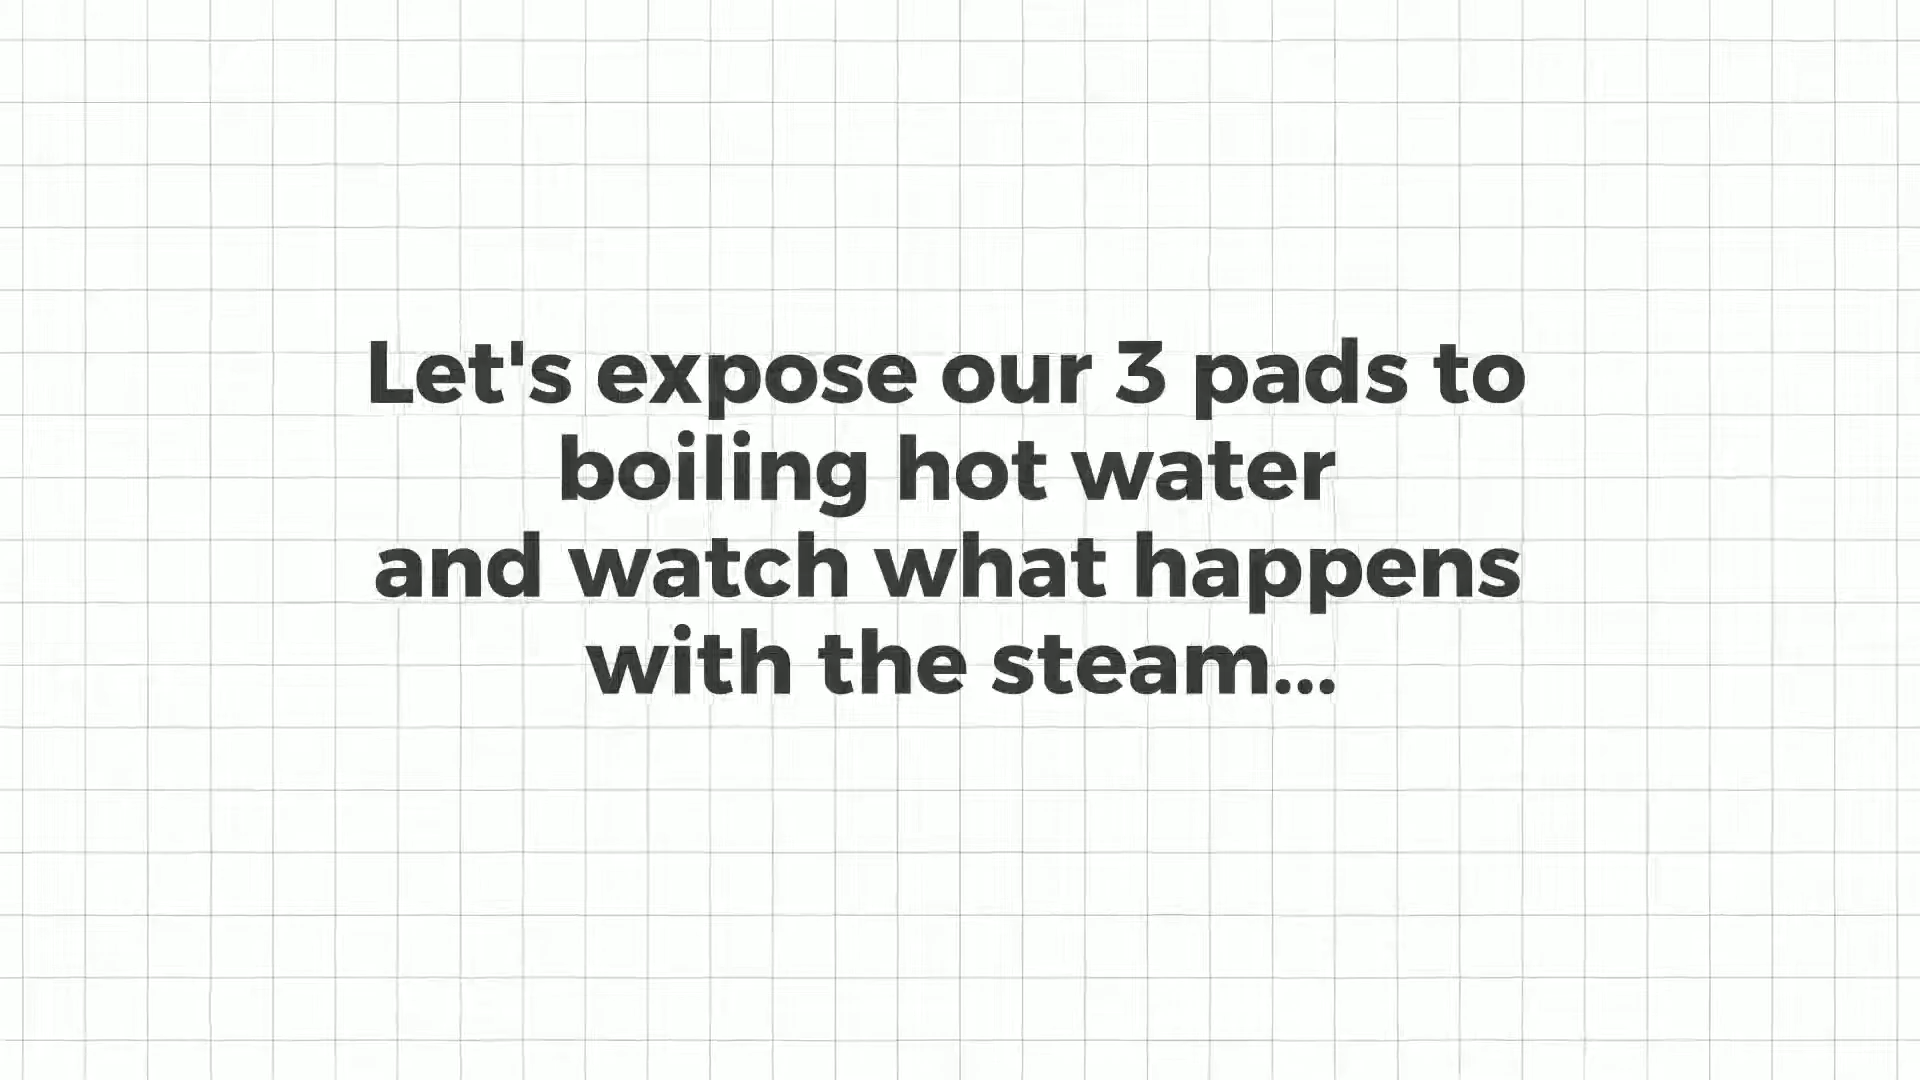 Let's expose our 3 pads to
boiling hot water
and watch what happens
with the steam...